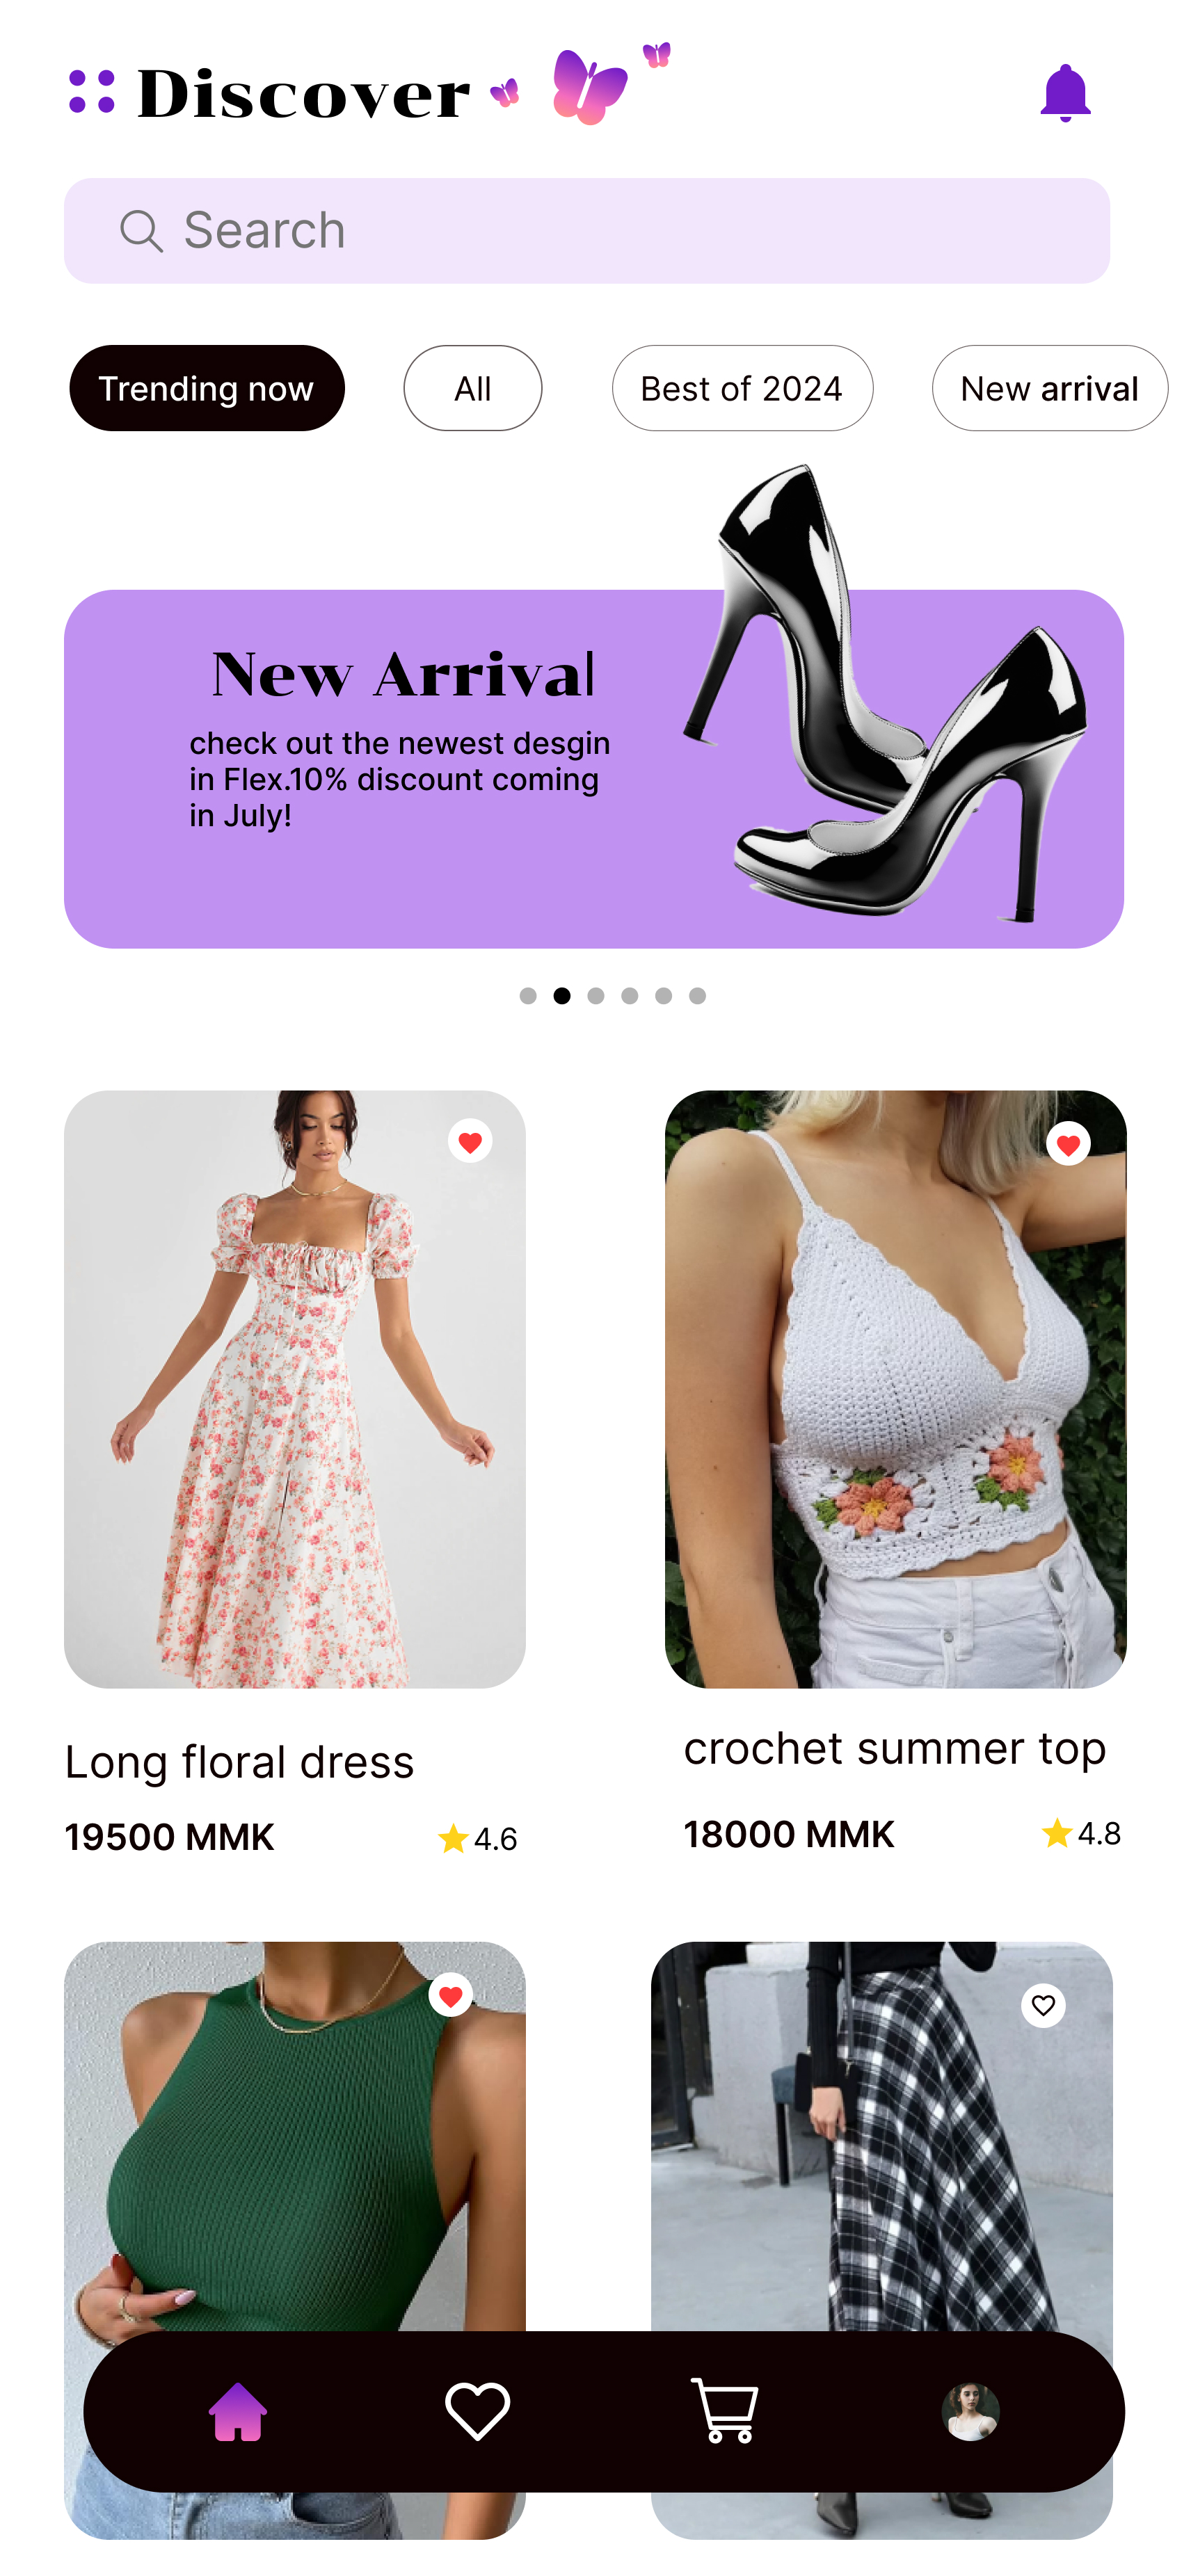 Discover
Search
Trending now
All
Best of 2024
New arrival
New Arrival
check out the newest desgin
in Flex.10% discount coming
in July!
Long floral dress
19500 MMK
4.6
crochet summer top
18000 MMK
4.8